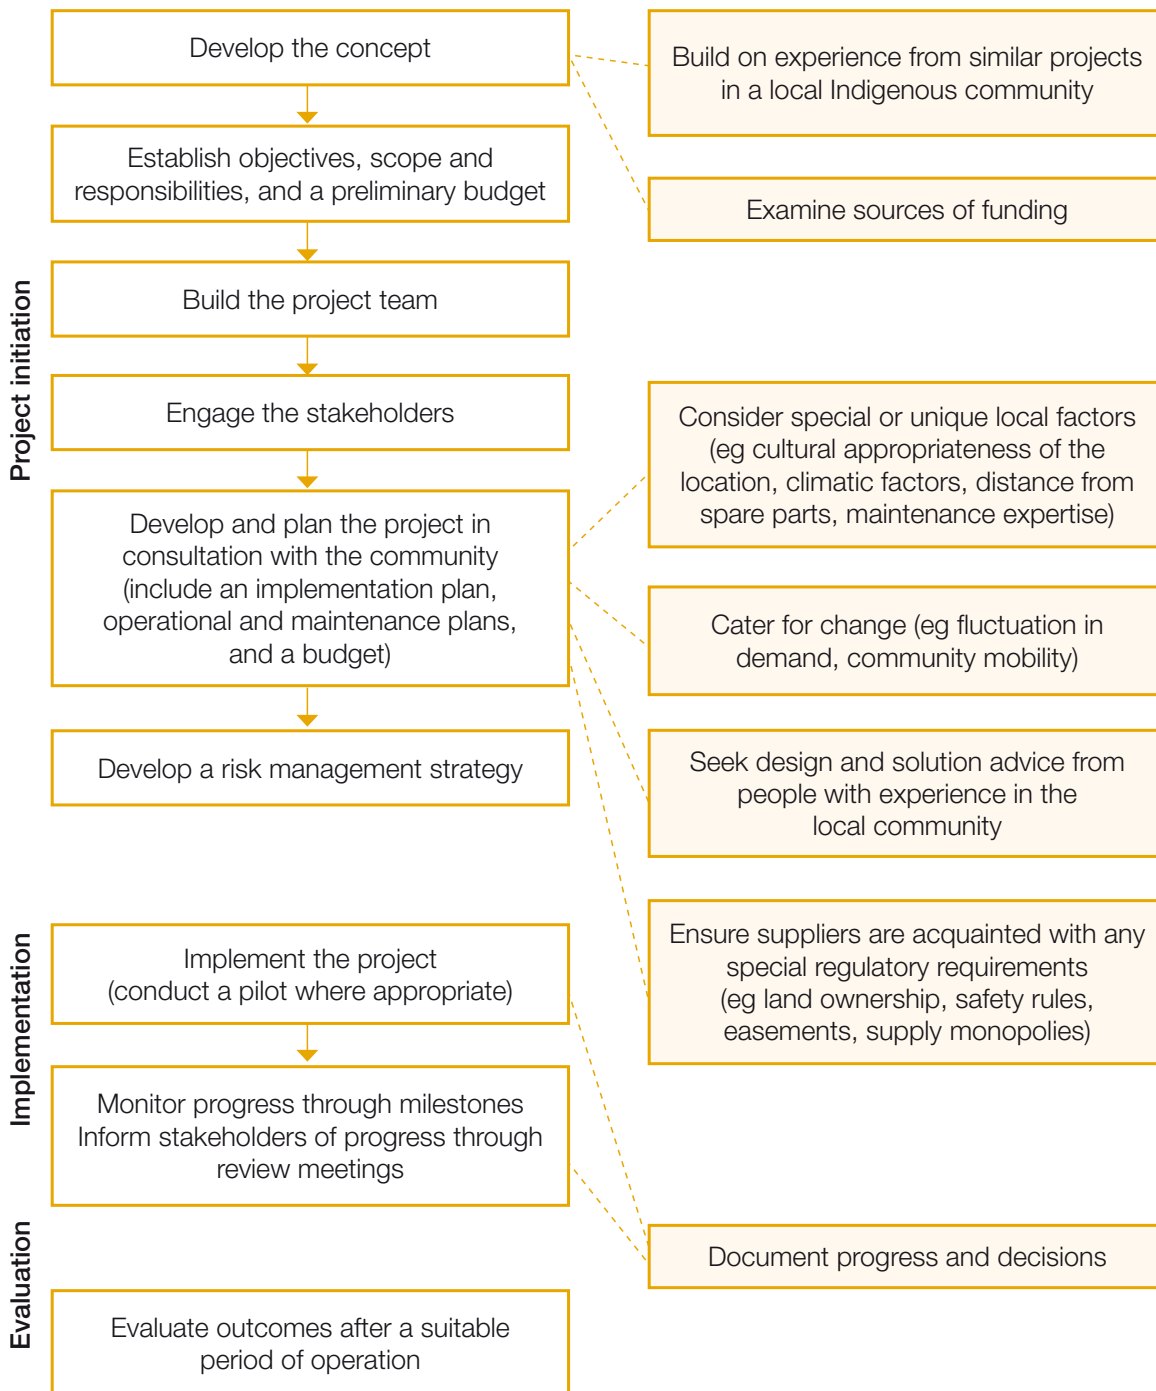 Project initiation
Develop the concept
Build on experience from similar projects
in a local Indigenous community
Establish objectives, scope and
responsibilities, and a preliminary budget
Examine sources of funding
Build the project team
Engage the stakeholders
Develop and plan the project in
consultation with the community
(include an implementation plan,
operational and maintenance plans,
and a budget)
Consider special or unique local factors
(eg cultural appropriateness of the
location, climatic factors, distance from
spare parts, maintenance expertise)
Cater for change (eg fluctuation in
demand, community mobility)
Seek design and solution advice from
people with experience in the
local community
Ensure suppliers are acquainted with any
special regulatory requirements
(eg land ownership, safety rules,
easements, supply monopolies)
Develop a risk management strategy
Implementation
Implement the project
(conduct a pilot where appropriate)
Monitor progress through milestones
Inform stakeholders of progress through
review meetings
Document progress and decisions
Evaluation
Evaluate outcomes after a suitable
period of operation